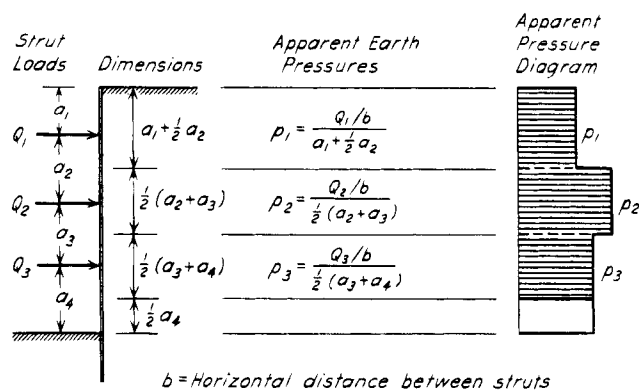 Strut Loads
Dimensions
Apparent Earth Pressures
Apparent Pressure Diagram
a₁
Q₁
a₁ + ½ a₂
p₁ = (Q₁/b) / (a₁ + ½ a₂)
p₁
a₂
Q₂
½ (a₂ + a₃)
p₂ = (Q₂/b) / (½ (a₂ + a₃))
p₂
a₃
Q₃
½ (a₃ + a₄)
p₃ = (Q₃/b) / (½ (a₃ + a₄))
p₃
a₄
½ a₄
b = Horizontal distance between struts